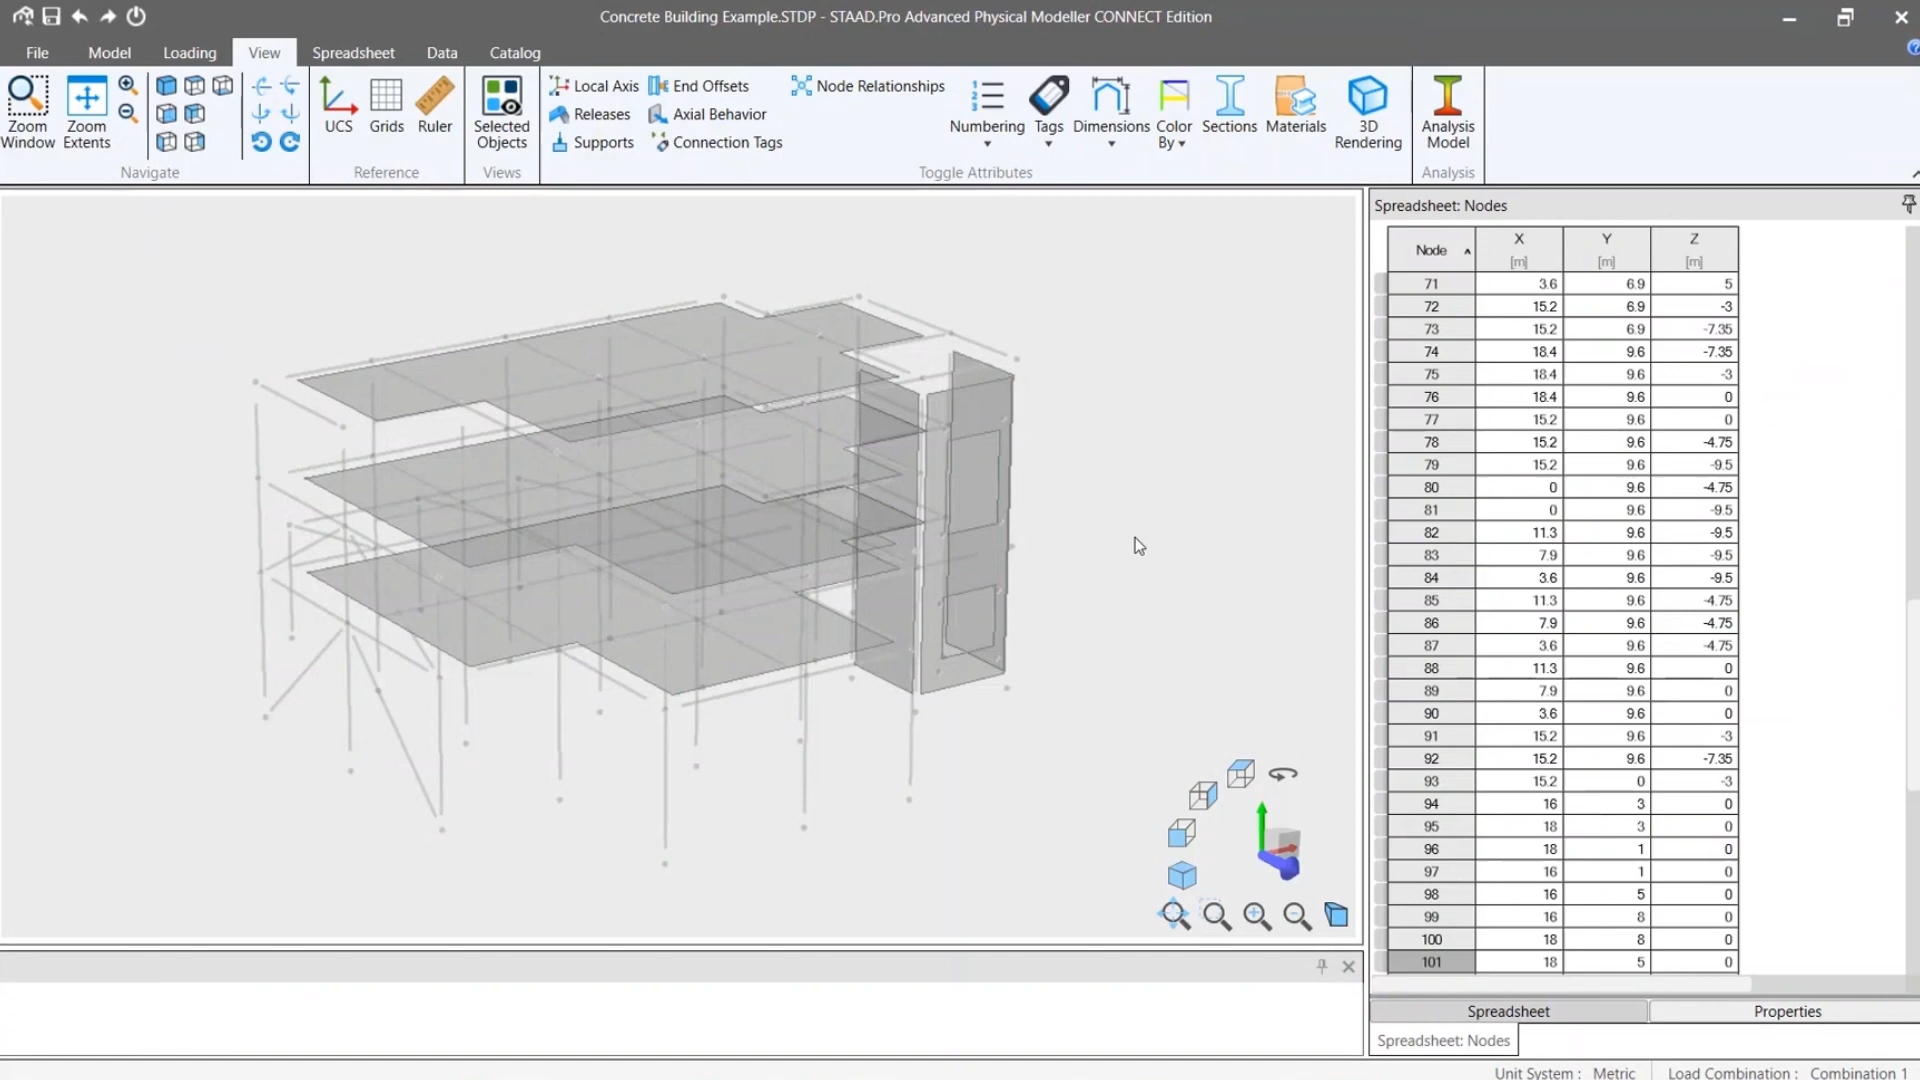 Concrete Building Example.STDP - STAAD.Pro Advanced Physical Modeller CONNECT Edition
File Model Loading View Spreadsheet Data Catalog
Zoom Window
Zoom Extents
Navigate
UCS Grids Ruler
Reference
Selected Objects
Views
Local Axis End Offsets Node Relationships
Releases Axial Behavior
Supports Connection Tags
1
2
3
Numbering Tags Dimensions Color By Sections Materials 3D Rendering
Toggle Attributes
Analysis Model
Analysis
Spreadsheet: Nodes
Node X Y Z
[m] [m] [m]
71 3.6 6.9 5
72 15.2 6.9 -3
73 15.2 6.9 -7.35
74 18.4 9.6 -7.35
75 18.4 9.6 -3
76 18.4 9.6 0
77 15.2 9.6 0
78 15.2 9.6 -4.75
79 15.2 9.6 -9.5
80 0 9.6 -4.75
81 0 9.6 -9.5
82 11.3 9.6 -9.5
83 7.9 9.6 -9.5
84 3.6 9.6 -9.5
85 11.3 9.6 -4.75
86 7.9 9.6 -4.75
87 3.6 9.6 -4.75
88 11.3 9.6 0
89 7.9 9.6 0
90 3.6 9.6 0
91 15.2 9.6 -3
92 15.2 9.6 -7.35
93 15.2 0 -3
94 16 3 0
95 18 3 0
96 18 1 0
97 16 1 0
98 16 5 0
99 16 8 0
100 18 8 0
101 18 5 0
Spreadsheet Properties
Spreadsheet: Nodes
Unit System : Metric Load Combination : Combination 1